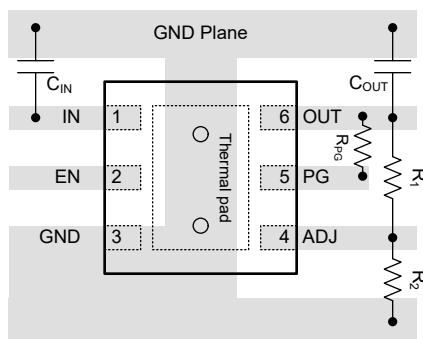 GND Plane
CIN
COUT
IN 1
6 OUT
RPG
EN 2
Thermal pad
5 PG
R1
GND 3
4 ADJ
R2